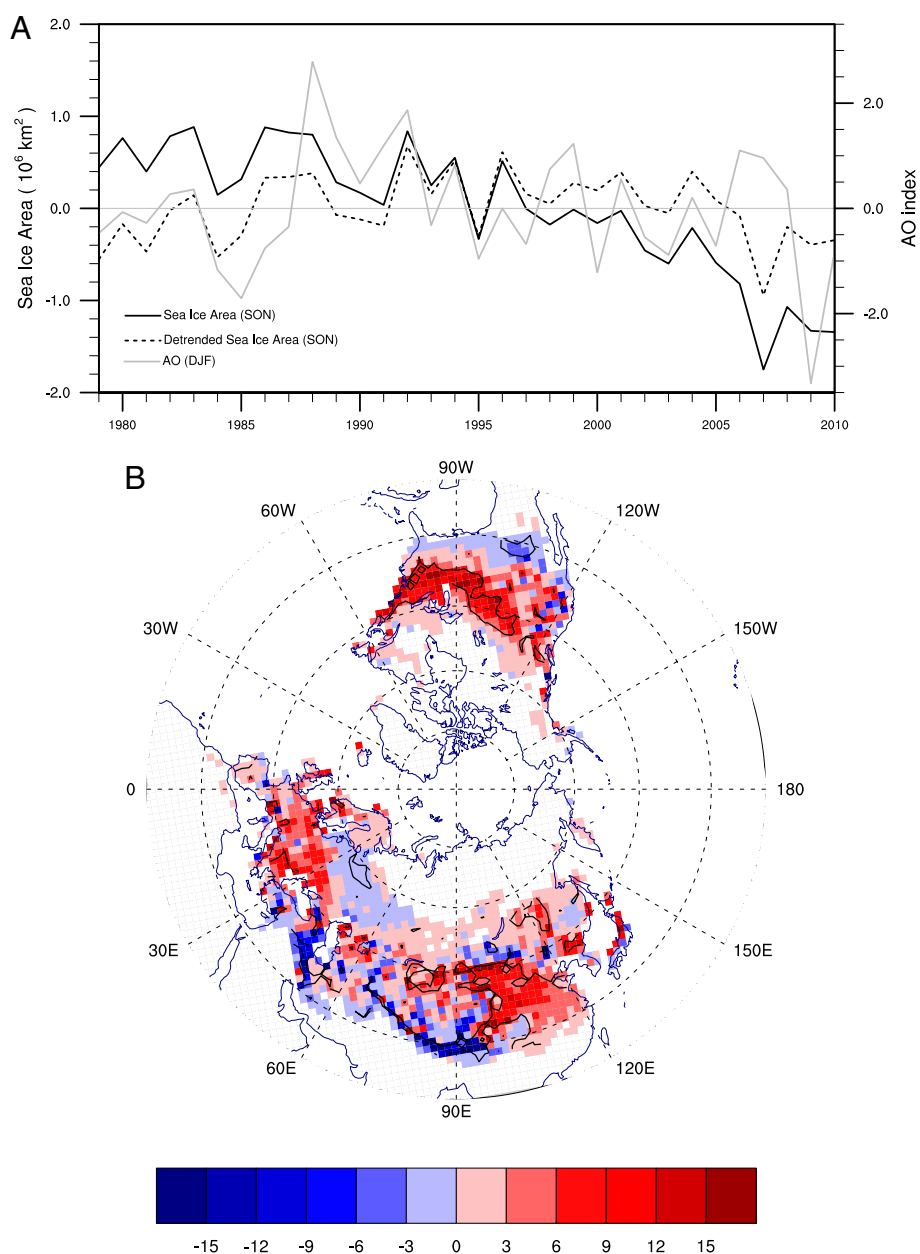 A
2.0
1.0
0.0
-1.0
-2.0
Sea Ice Area ( 10⁶ km² )
2.0
0.0
-2.0
AO index
Sea Ice Area (SON)
Detrended Sea Ice Area (SON)
AO (DJF)
1980 1985 1990 1995 2000 2005 2010
B
90W
60W 120W
30W 150W
0 180
30E 150E
60E 120E
90E
-15 -12 -9 -6 -3 0 3 6 9 12 15